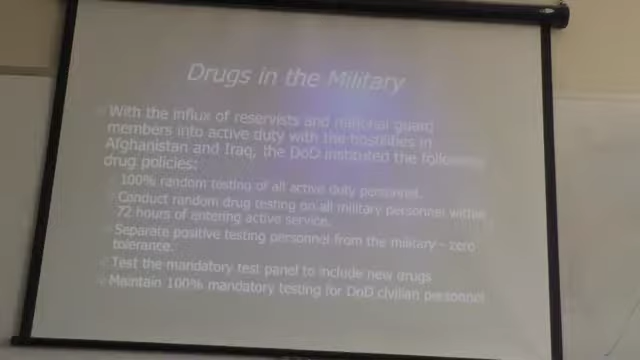 Drugs in the Military
With the influx of reservists and national guard
members into active duty with the hostilities in
Afghanistan and Iraq, the DoD instituted the following
drug policies:
100% random testing of all active duty personnel.
Conduct random drug testing on all military personnel within
72 hours of entering active service.
Separate positive testing personnel from the military - zero
tolerance.
Test the mandatory test panel to include new drugs
Maintain 100% mandatory testing for DoD civilian personnel